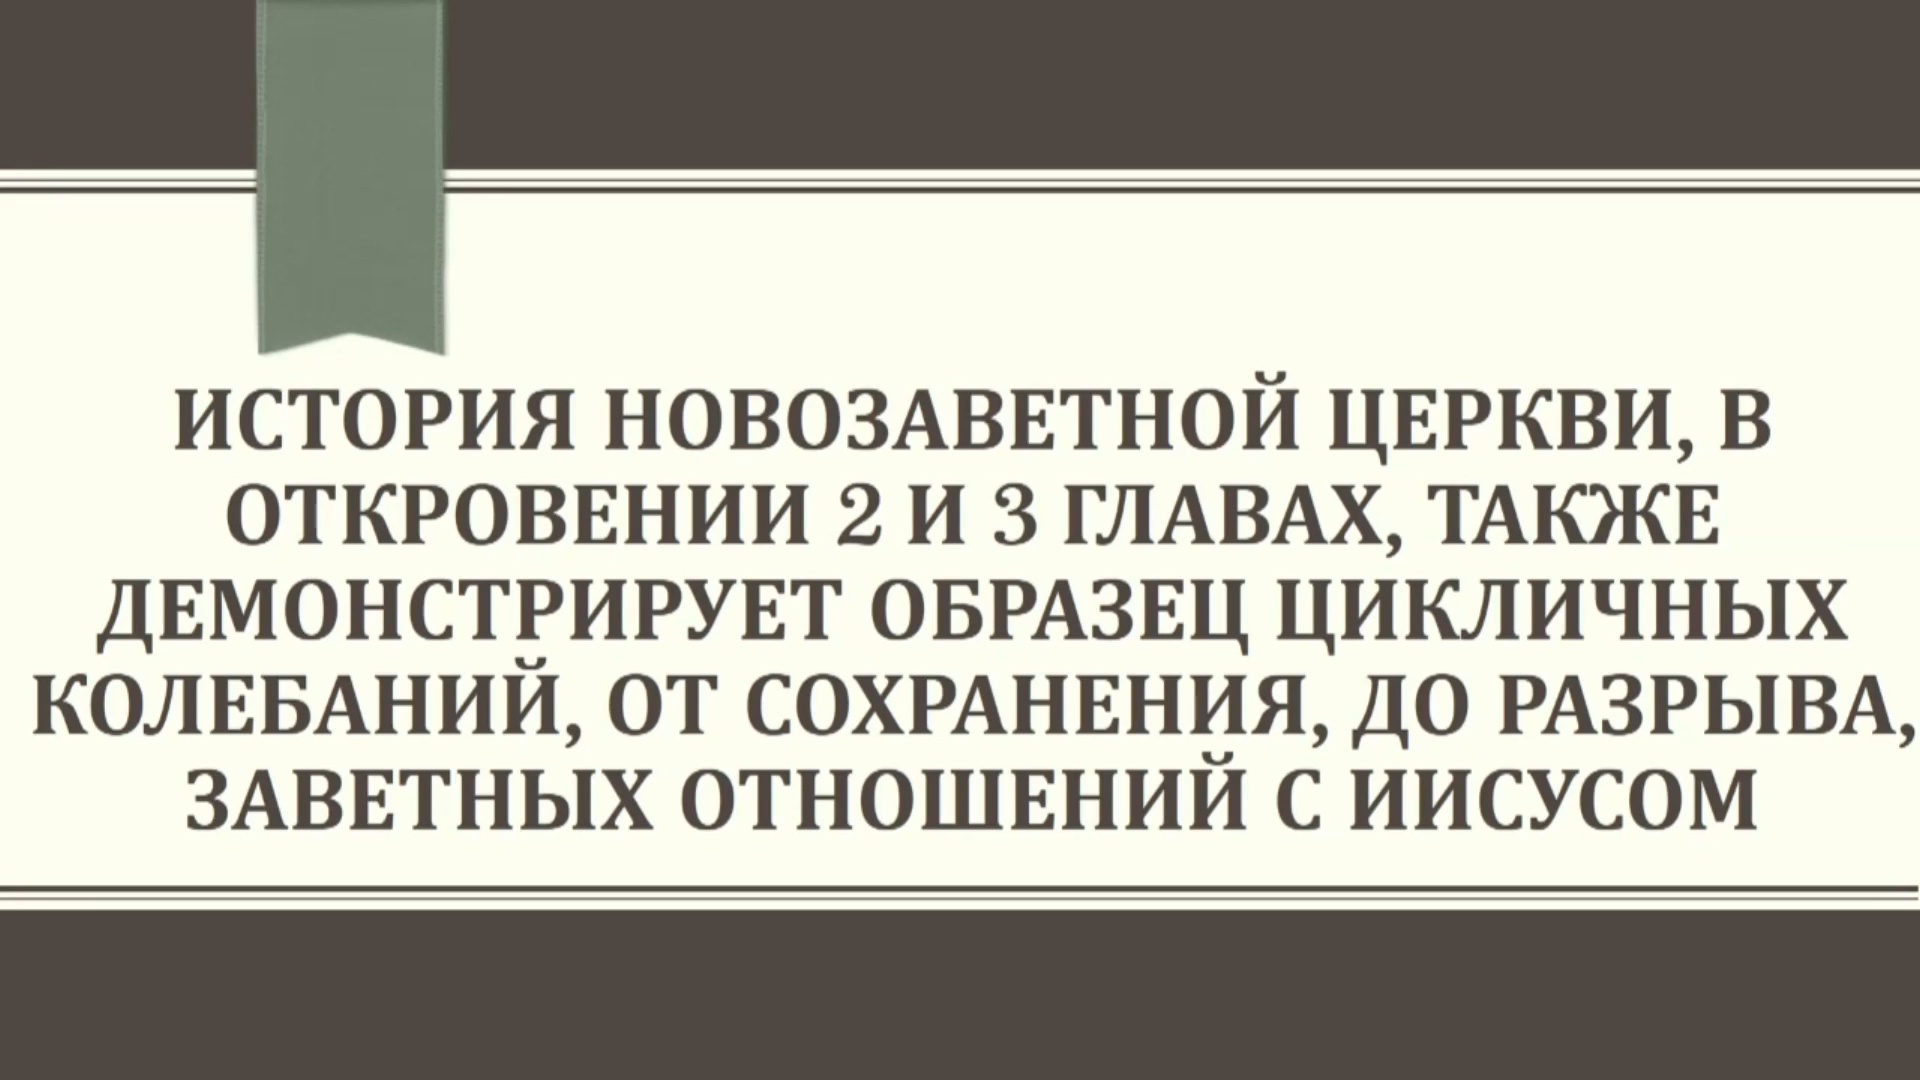 ИСТОРИЯ НОВОЗАВЕТНОЙ ЦЕРКВИ, В
ОТКРОВЕНИИ 2 И 3 ГЛАВАХ, ТАКЖЕ
ДЕМОНСТРИРУЕТ ОБРАЗЕЦ ЦИКЛИЧНЫХ
КОЛЕБАНИЙ, ОТ СОХРАНЕНИЯ, ДО РАЗРЫВА,
ЗАВЕТНЫХ ОТНОШЕНИЙ С ИИСУСОМ